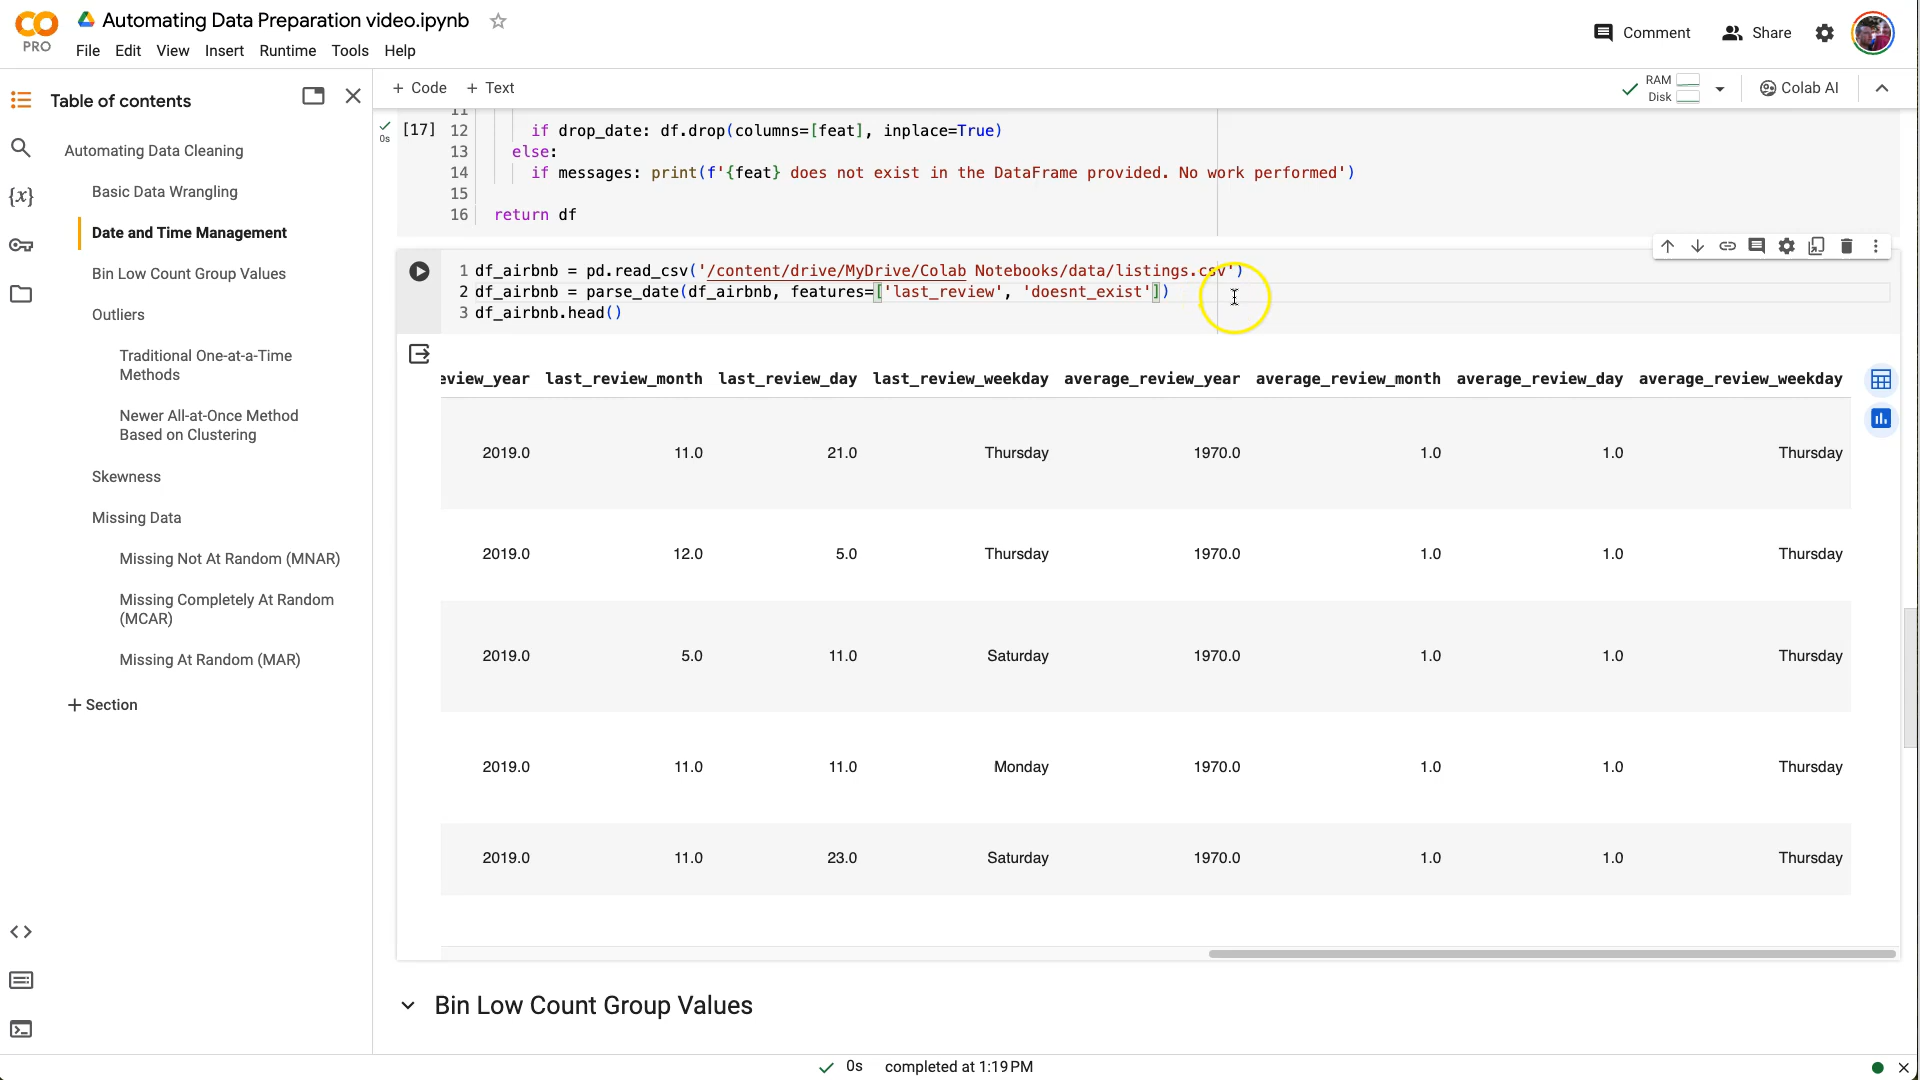 Automating Data Preparation video.ipynb
PRO
File Edit View Insert Runtime Tools Help
Comment Share
Table of contents
+ Code + Text
RAM
Disk
Colab AI
Automating Data Cleaning
Basic Data Wrangling
Date and Time Management
Bin Low Count Group Values
Outliers
Traditional One-at-a-Time
Methods
Newer All-at-Once Method
Based on Clustering
Skewness
Missing Data
Missing Not At Random (MNAR)
Missing Completely At Random
(MCAR)
Missing At Random (MAR)
+ Section
{x}
0s
[17]
11
12 if drop_date: df.drop(columns=[feat], inplace=True)
13 else:
14 if messages: print(f'{feat} does not exist in the DataFrame provided. No work performed')
15
16 return df
1 df_airbnb = pd.read_csv('/content/drive/MyDrive/Colab Notebooks/data/listings.csv')
2 df_airbnb = parse_date(df_airbnb, features=['last_review', 'doesnt_exist'])
3 df_airbnb.head()
eview_year last_review_month last_review_day last_review_weekday average_review_year average_review_month average_review_day average_review_weekday
2019.0 11.0 21.0 Thursday 1970.0 1.0 1.0 Thursday
2019.0 12.0 5.0 Thursday 1970.0 1.0 1.0 Thursday
2019.0 5.0 11.0 Saturday 1970.0 1.0 1.0 Thursday
2019.0 11.0 11.0 Monday 1970.0 1.0 1.0 Thursday
2019.0 11.0 23.0 Saturday 1970.0 1.0 1.0 Thursday
Bin Low Count Group Values
0s completed at 1:19 PM